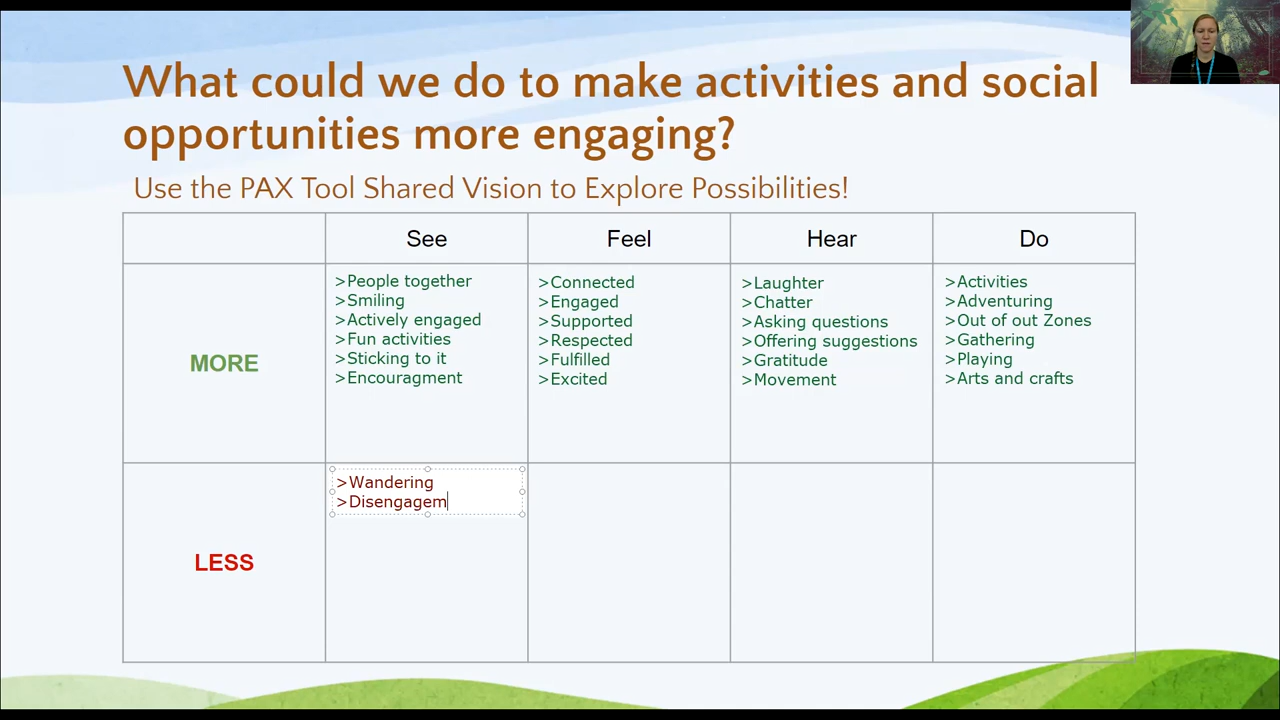 What could we do to make activities and social
opportunities more engaging?
Use the PAX Tool Shared Vision to Explore Possibilities!
See
Feel
Hear
Do
MORE
>People together
>Smiling
>Actively engaged
>Fun activities
>Sticking to it
>Encouragment
>Connected
>Engaged
>Supported
>Respected
>Fulfilled
>Excited
>Laughter
>Chatter
>Asking questions
>Offering suggestions
>Gratitude
>Movement
>Activities
>Adventuring
>Out of out Zones
>Gathering
>Playing
>Arts and crafts
LESS
>Wandering
>Disengagem